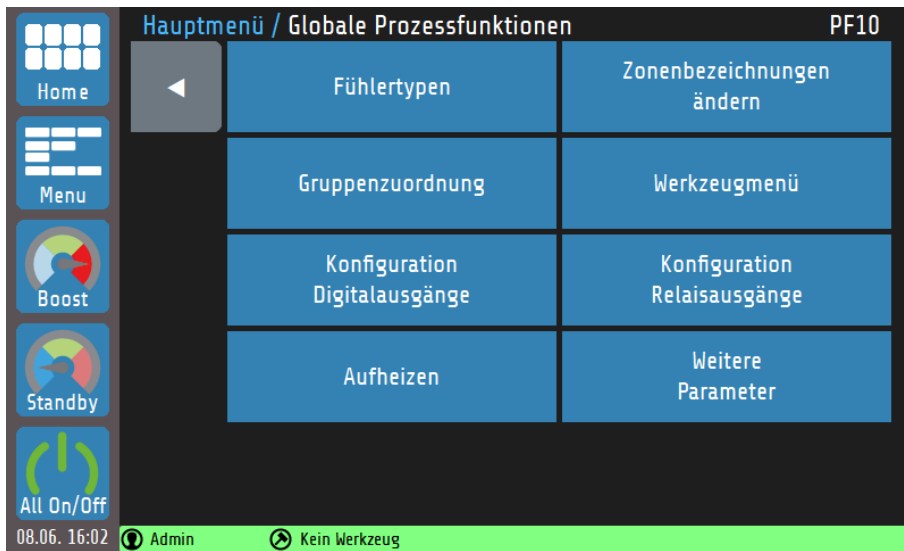 Hauptmenü / Globale Prozessfunktionen PF10
Home
Menu
Boost
Standby
All On/Off
08.06. 16:02
Fühlertypen
Zonenbezeichnungen
ändern
Gruppenzuordnung
Werkzeugmenü
Konfiguration
Digitalausgänge
Konfiguration
Relaisausgänge
Aufheizen
Weitere
Parameter
Admin
Kein Werkzeug